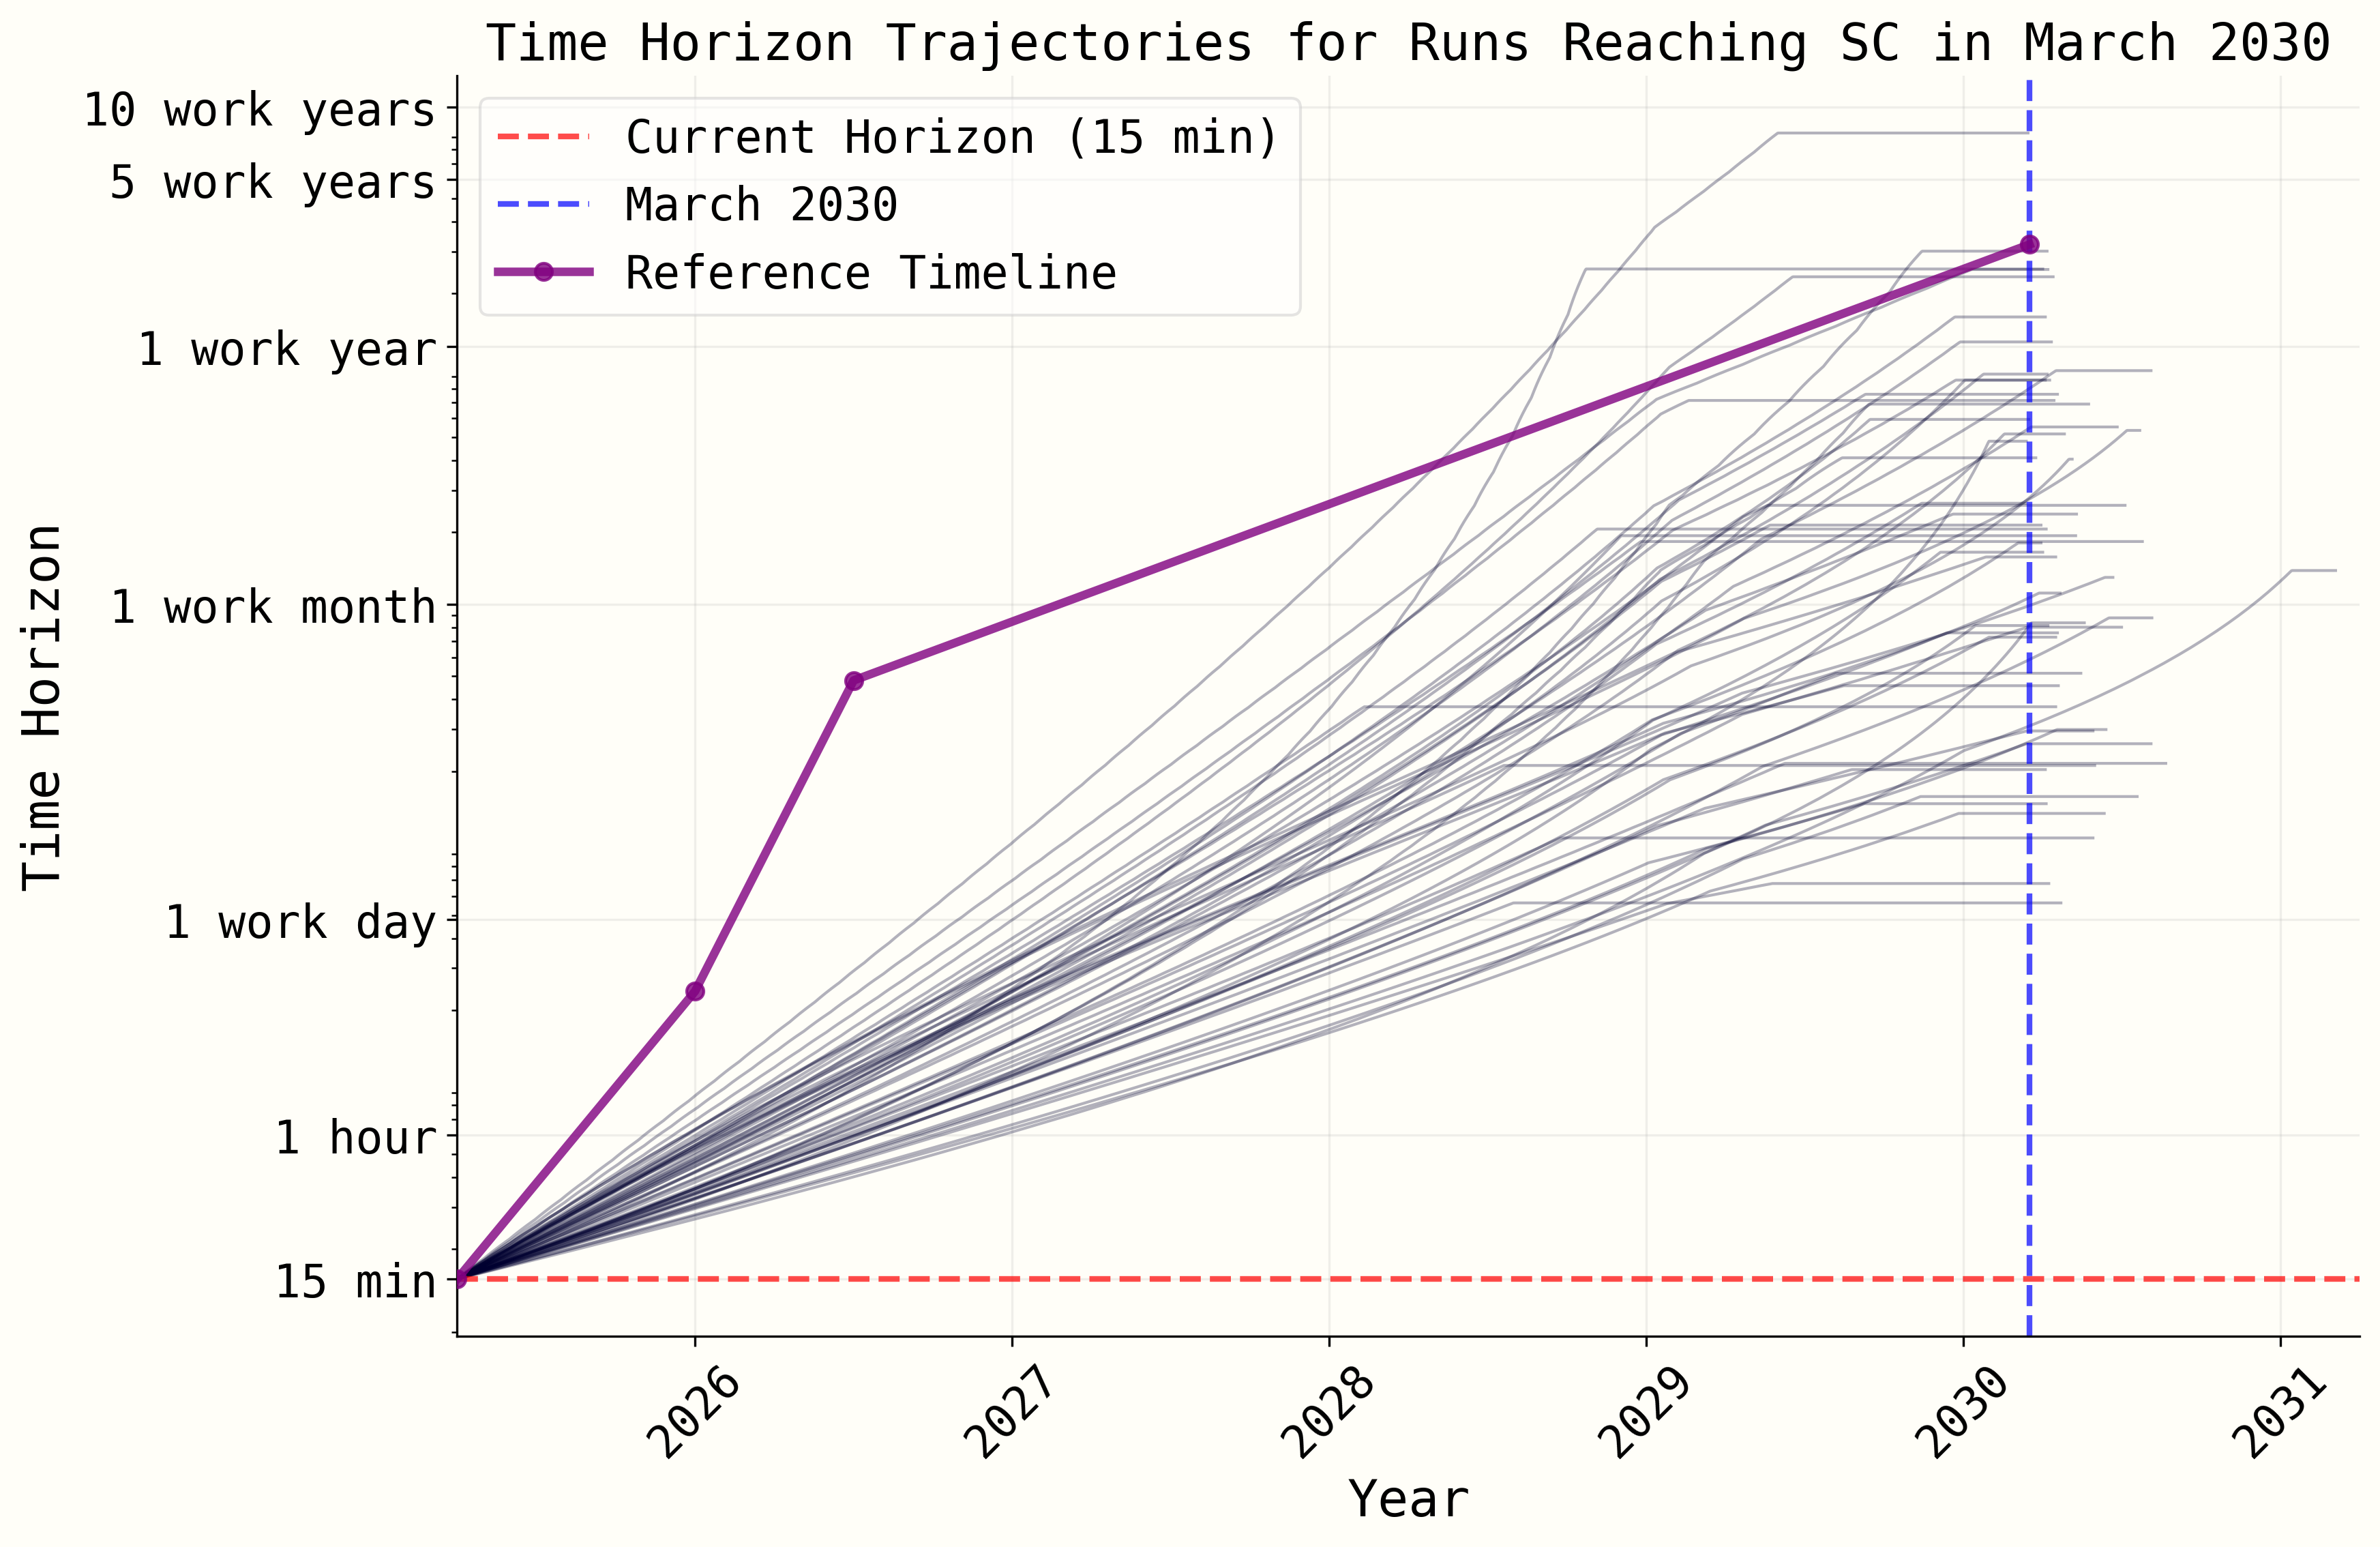 Time Horizon Trajectories for Runs Reaching SC in March 2030
Current Horizon (15 min)
March 2030
Reference Timeline
Time Horizon
10 work years
5 work years
1 work year
1 work month
1 work day
1 hour
15 min
2026
2027
2028
2029
2030
2031
Year